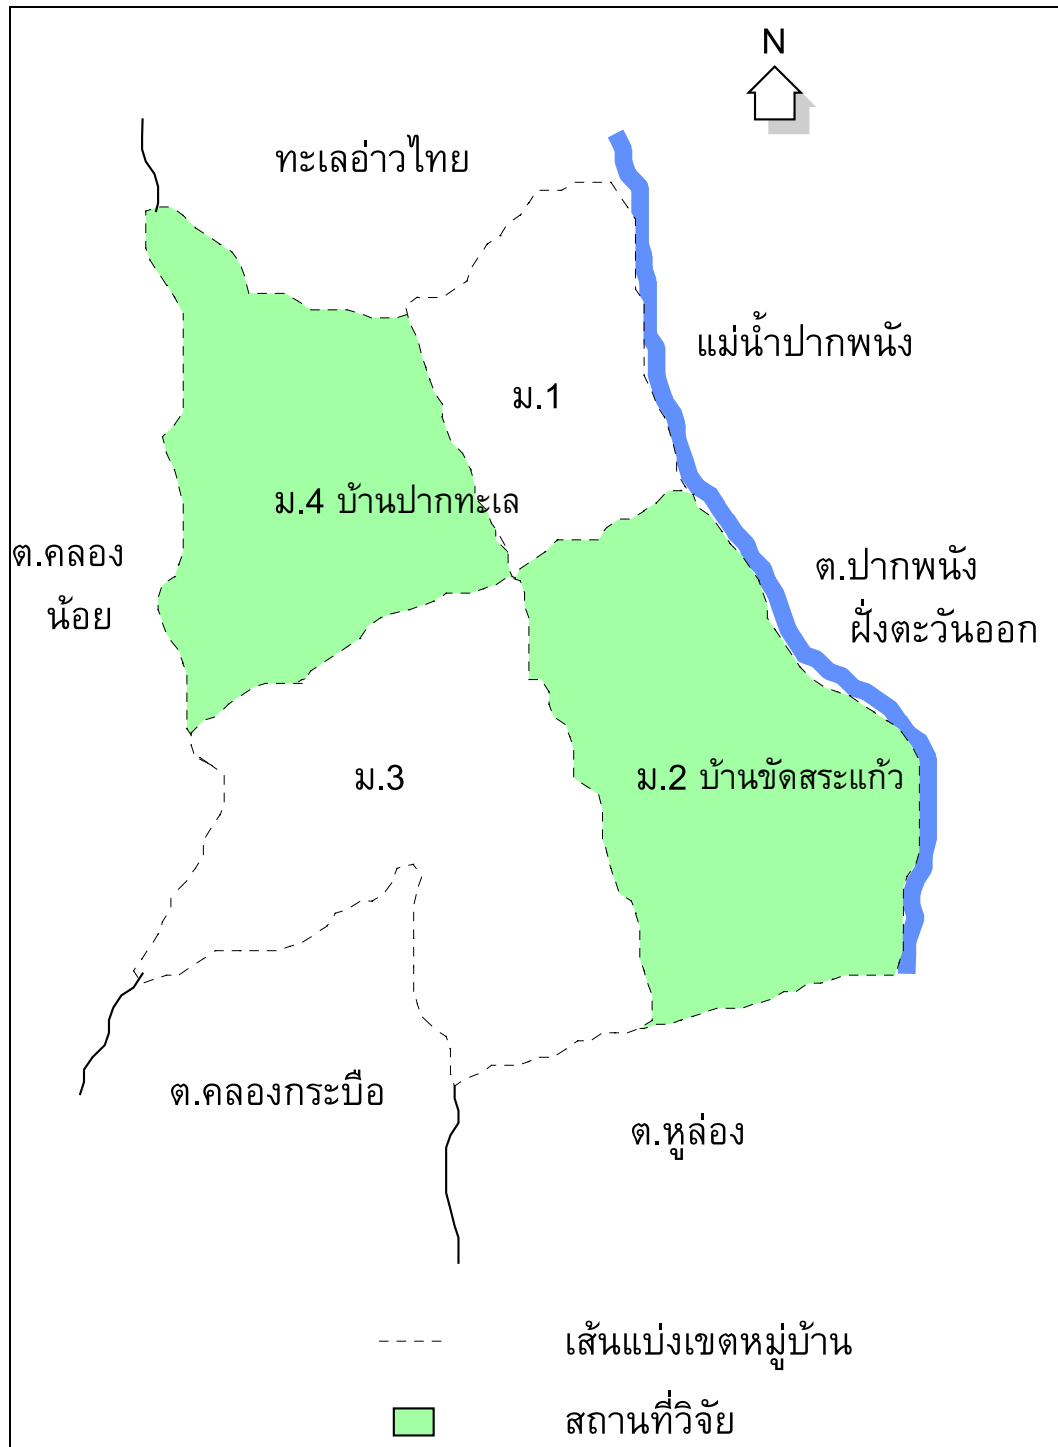 N
ทะเลอ่าวไทย
แม่น้ำปากพนัง
ม.1
ม.4 บ้านปากทะเล
ต.คลอง
น้อย
ต.ปากพนัง
ฝั่งตะวันออก
ม.3
ม.2 บ้านขัดสระแก้ว
ต.คลองกระบือ
ต.หูล่อง
เส้นแบ่งเขตหมู่บ้าน
สถานที่วิจัย